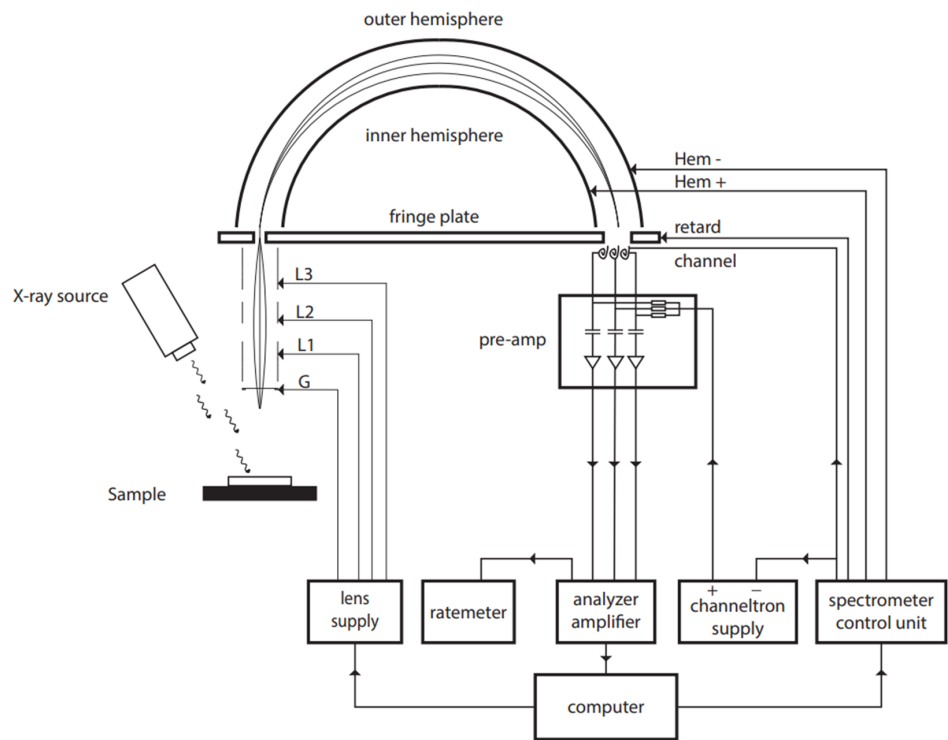 outer hemisphere
inner hemisphere
Hem -
Hem +
fringe plate
retard
channel
L3
X-ray source
L2
pre-amp
L1
G
Sample
+ −
lens
supply
ratemeter
analyzer
amplifier
channeltron
supply
spectrometer
control unit
computer